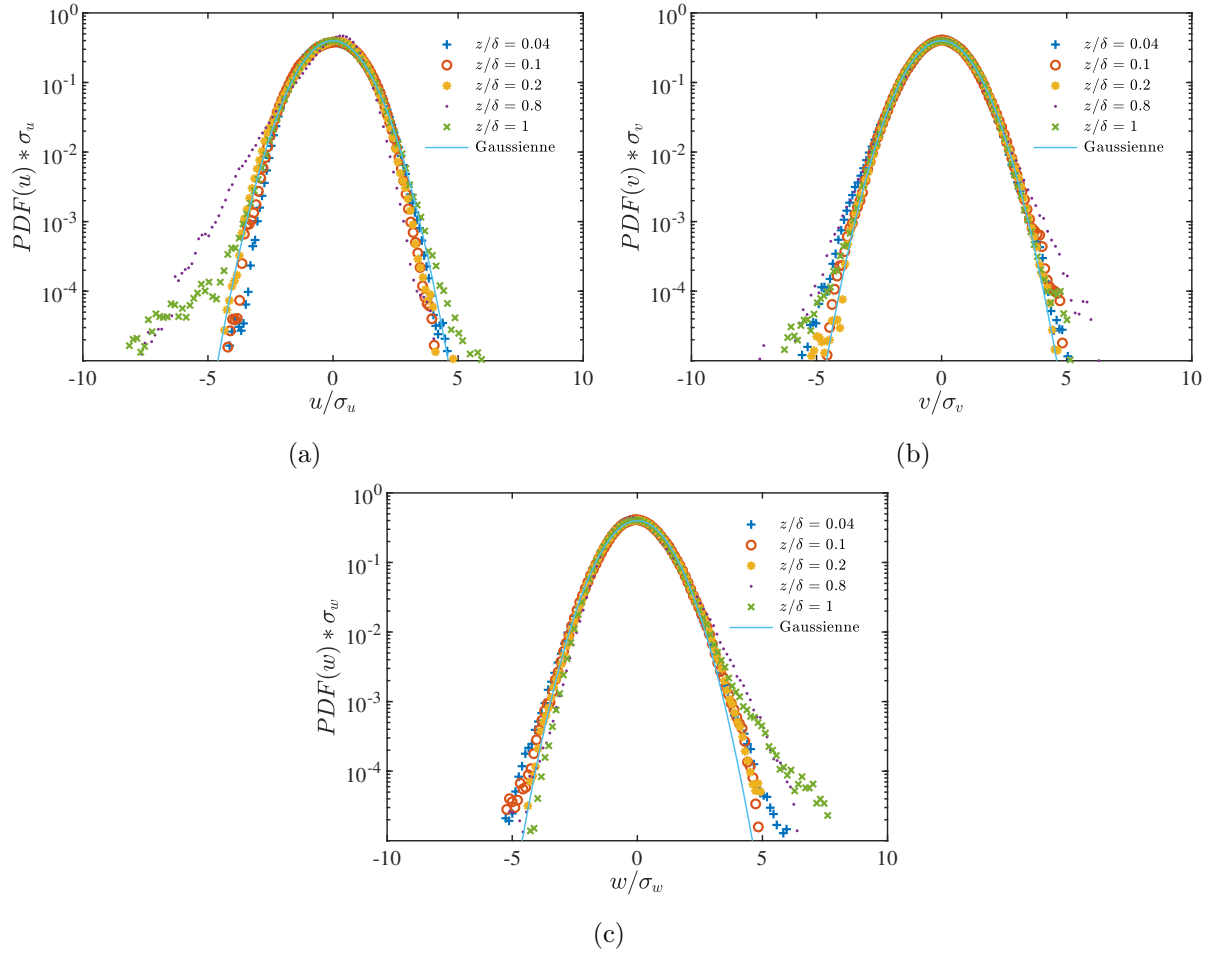 10^0
10^-1
10^-2
10^-3
10^-4
PDF(u) * σ_u
-10 -5 0 5 10
u/σ_u
z/δ = 0.04
z/δ = 0.1
z/δ = 0.2
z/δ = 0.8
z/δ = 1
Gaussienne
(a)
10^0
10^-1
10^-2
10^-3
10^-4
PDF(v) * σ_v
-10 -5 0 5 10
v/σ_v
z/δ = 0.04
z/δ = 0.1
z/δ = 0.2
z/δ = 0.8
z/δ = 1
Gaussienne
(b)
10^0
10^-1
10^-2
10^-3
10^-4
PDF(w) * σ_w
-10 -5 0 5 10
w/σ_w
z/δ = 0.04
z/δ = 0.1
z/δ = 0.2
z/δ = 0.8
z/δ = 1
Gaussienne
(c)